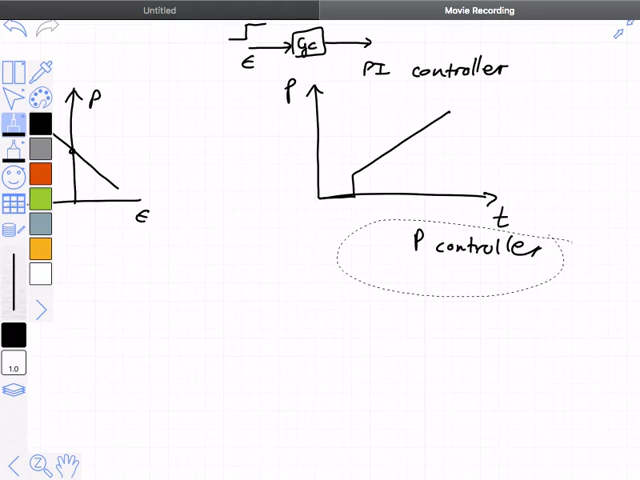 Untitled
Movie Recording
Gc
ϵ
PI controller
P
P
t
ϵ
P controller
1.0